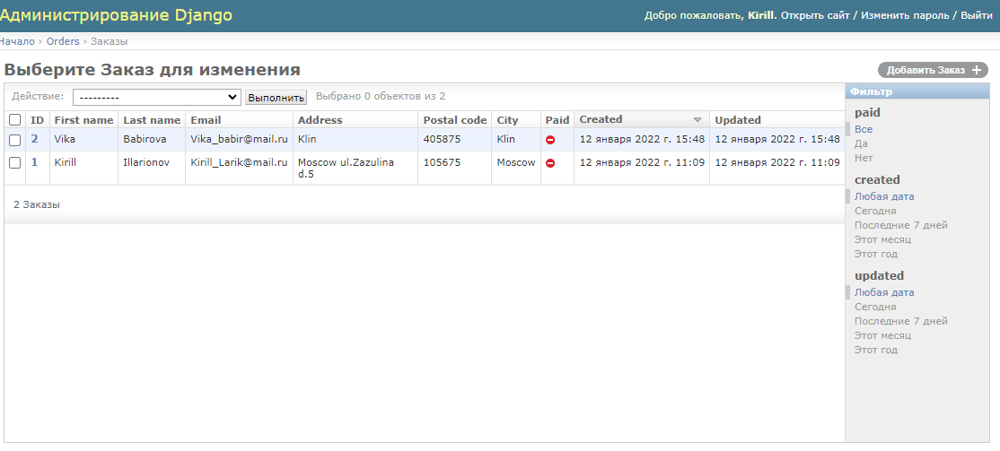 Администрирование Django
Добро пожаловать, Kirill. Открыть сайт / Изменить пароль / Выйти
Начало › Orders › Заказы
Выберите Заказ для изменения
Добавить Заказ +
Действие: --------- Выполнить Выбрано 0 объектов из 2
ID First name Last name Email Address Postal code City Paid Created Updated
2 Vika Babirova Vika_babir@mail.ru Klin 405875 Klin 12 января 2022 г. 15:48 12 января 2022 г. 15:48
1 Kirill Illarionov Kirill_Larik@mail.ru Moscow ul.Zazulina 105675 Moscow 12 января 2022 г. 11:09 12 января 2022 г. 11:09
d.5
2 Заказы
Фильтр
paid
Все
Да
Нет
created
Любая дата
Сегодня
Последние 7 дней
Этот месяц
Этот год
updated
Любая дата
Сегодня
Последние 7 дней
Этот месяц
Этот год